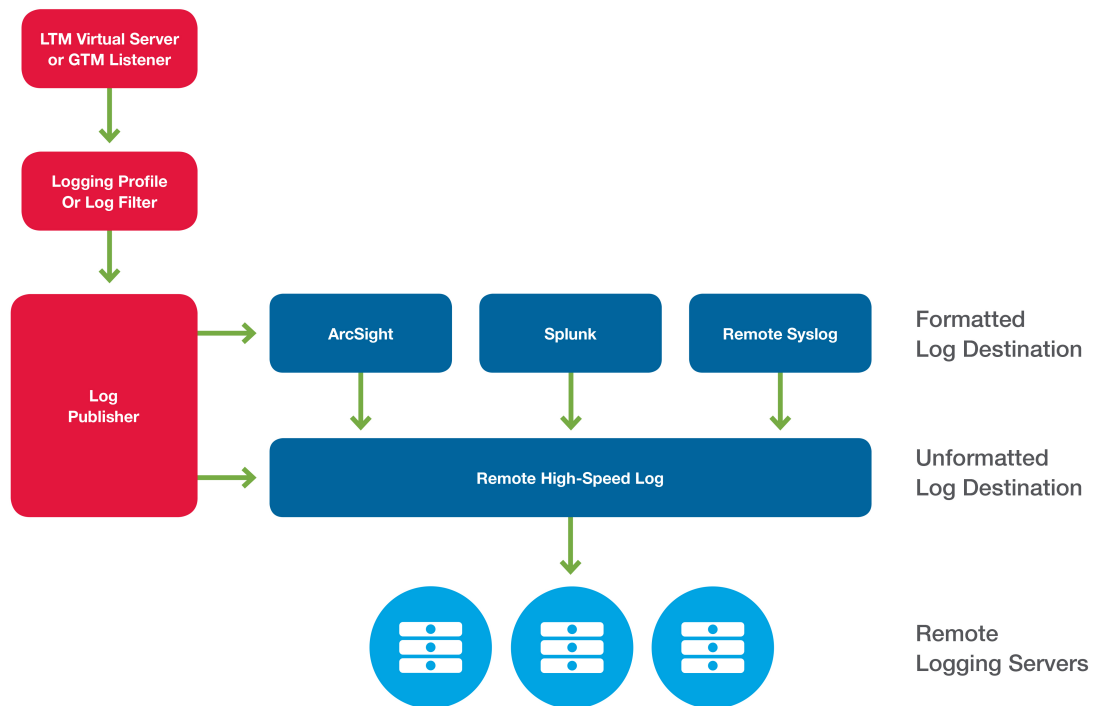 LTM Virtual Server
or GTM Listener
Logging Profile
Or Log Filter
Log
Publisher
ArcSight
Splunk
Remote Syslog
Formatted
Log Destination
Remote High-Speed Log
Unformatted
Log Destination
Remote
Logging Servers